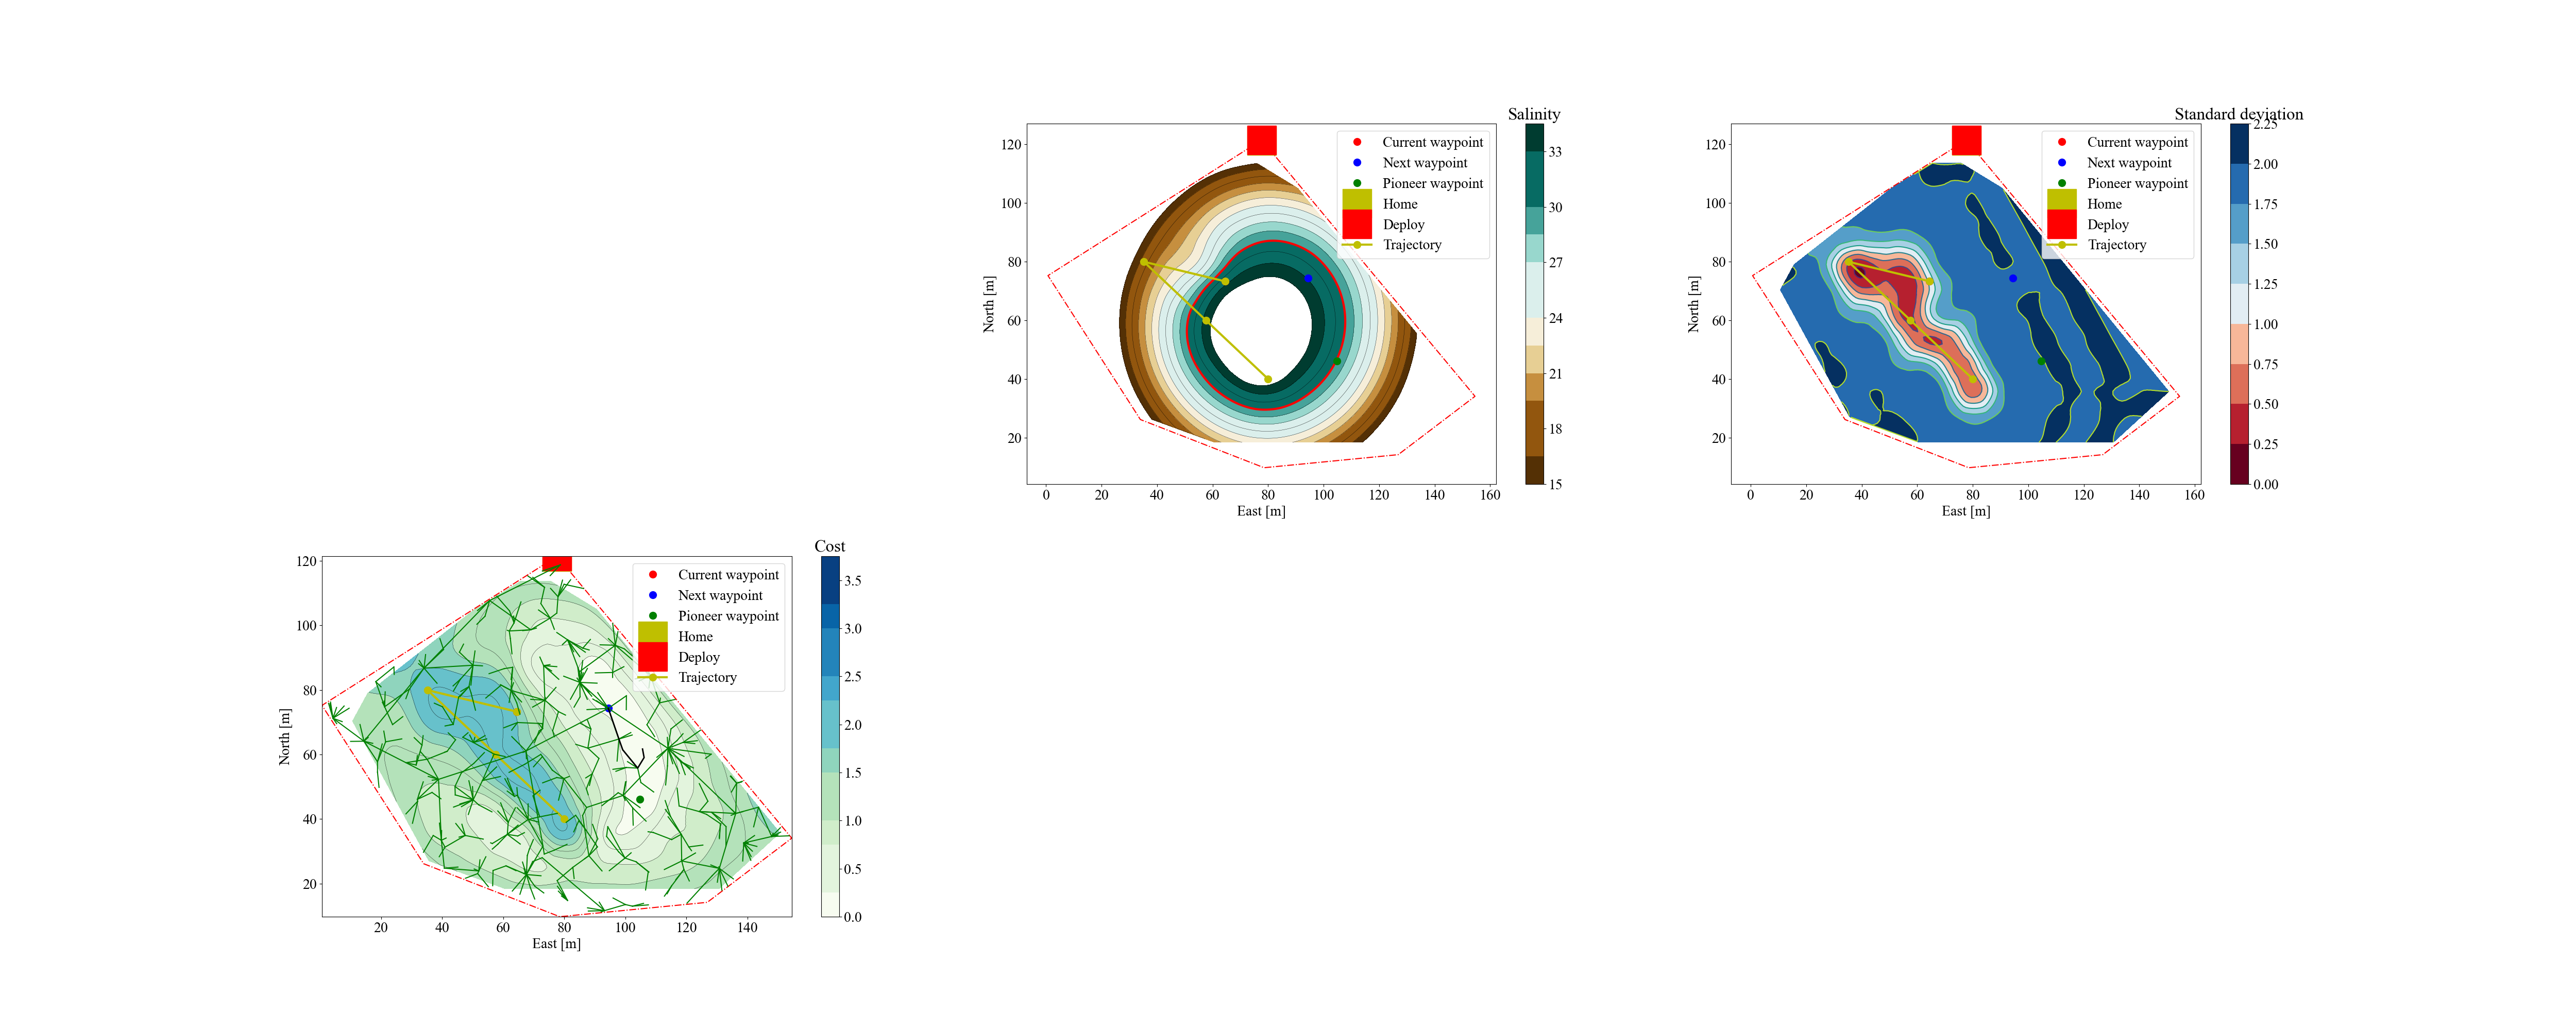 Salinity
120
100
80
60
40
20
North [m]
0 20 40 60 80 100 120 140 160
East [m]
Current waypoint
Next waypoint
Pioneer waypoint
Home
Deploy
Trajectory
33
30
27
24
21
18
15
Standard deviation
120
100
80
60
40
20
North [m]
0 20 40 60 80 100 120 140 160
East [m]
Current waypoint
Next waypoint
Pioneer waypoint
Home
Deploy
Trajectory
2.25
2.00
1.75
1.50
1.25
1.00
0.75
0.50
0.25
0.00
Cost
120
100
80
60
40
20
North [m]
20 40 60 80 100 120 140
East [m]
Current waypoint
Next waypoint
Pioneer waypoint
Home
Deploy
Trajectory
3.5
3.0
2.5
2.0
1.5
1.0
0.5
0.0